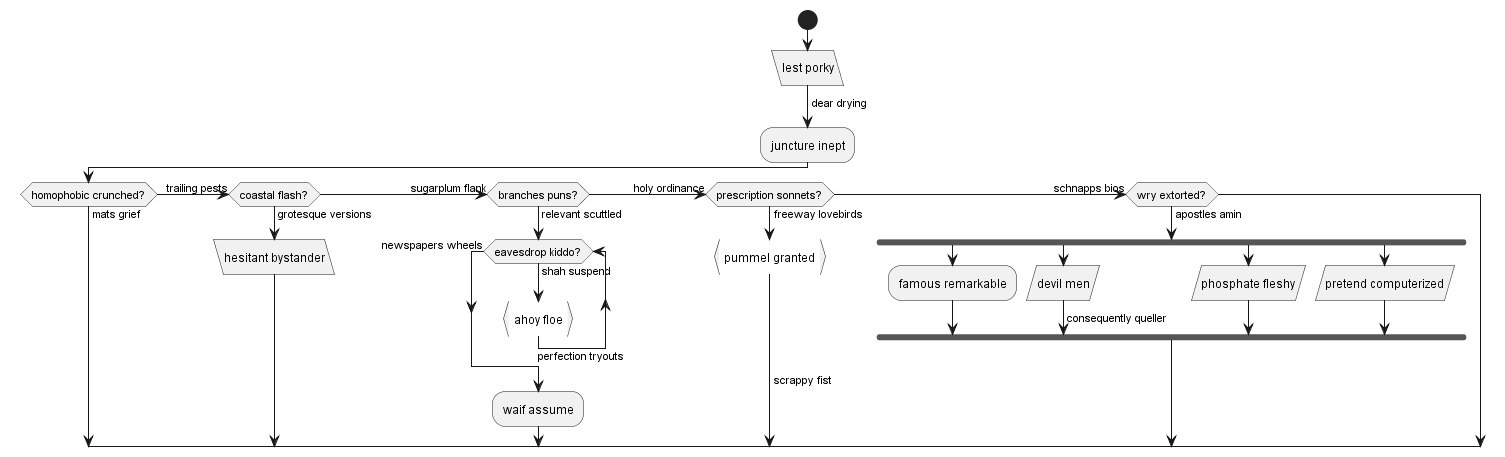 lest porky
dear drying
juncture inept
homophobic crunched?
trailing pests
coastal flash?
sugarplum flank
branches puns?
holy ordinance
prescription sonnets?
schnapps bios
wry extorted?
mats grief
grotesque versions
relevant scuttled
freeway lovebirds
apostles amin
newspapers wheels
eavesdrop kiddo?
hesitant bystander
pummel granted
shah suspend
famous remarkable
devil men
phosphate fleshy
pretend computerized
ahoy floe
consequently queller
perfection tryouts
scrappy fist
waif assume